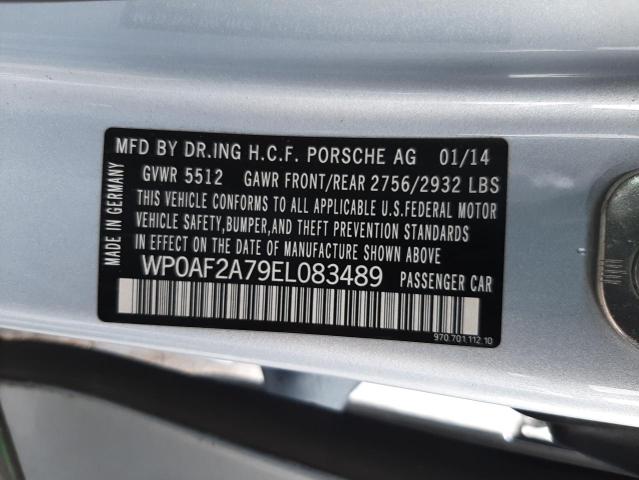 MFD BY DR.ING H.C.F. PORSCHE AG 01/14
GVWR 5512 GAWR FRONT/REAR 2756/2932 LBS
THIS VEHICLE CONFORMS TO ALL APPLICABLE U.S.FEDERAL MOTOR
VEHICLE SAFETY,BUMPER,AND THEFT PREVENTION STANDARDS
IN EFFECT ON THE DATE OF MANUFACTURE SHOWN ABOVE.
WP0AF2A79EL083489 PASSENGER CAR
MADE IN GERMANY
970.701.112.10